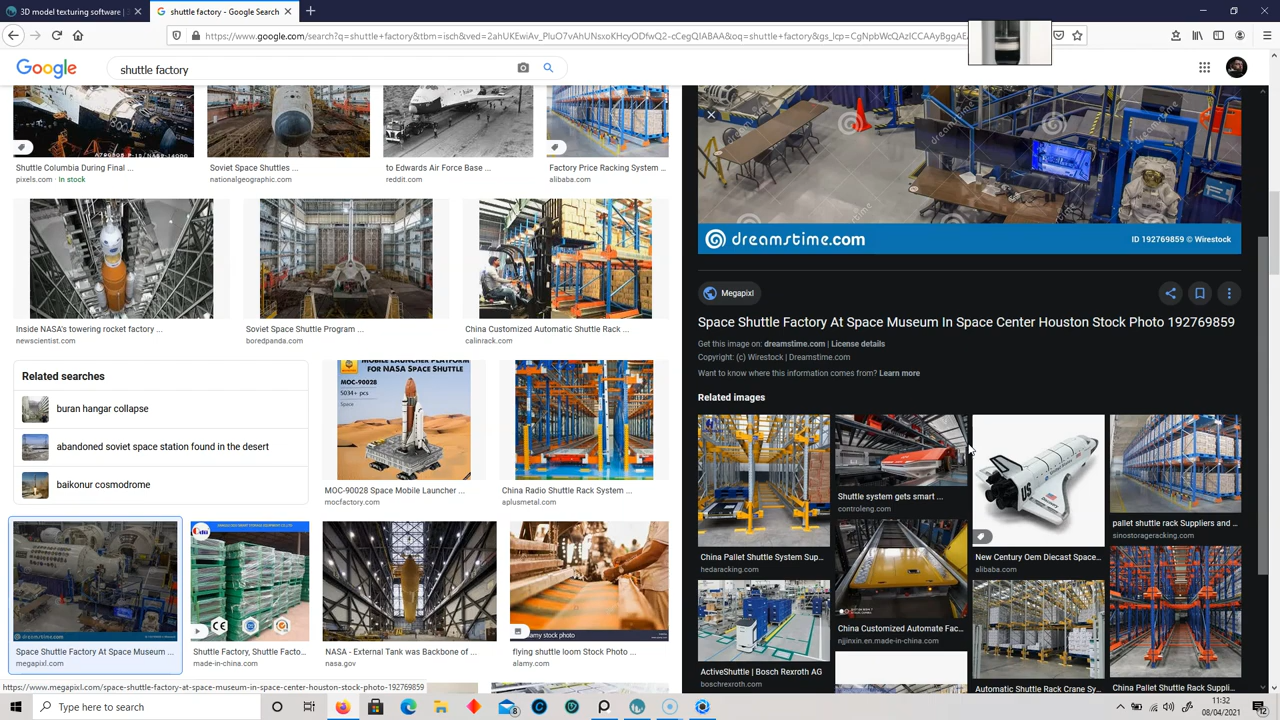 3D model texturing software |
shuttle factory - Google Search
https://www.google.com/search?q=shuttle+factory&tbm=isch&ved=2ahUKEwiAv_PluO7vAhUNsxoKHcyODfwQ2-cCegQIABAA&oq=shuttle+factory&gs_lcp=CgNpbWcQAzICCAAyBggAEA
Google
shuttle factory
Shuttle Columbia During Final ...
pixels.com · In stock
Soviet Space Shuttles ...
nationalgeographic.com
to Edwards Air Force Base ...
reddit.com
Factory Price Racking System ...
alibaba.com
Inside NASA's towering rocket factory ...
newscientist.com
Soviet Space Shuttle Program ...
boredpanda.com
China Customized Automatic Shuttle Rack ...
calinrack.com
Related searches
buran hangar collapse
abandoned soviet space station found in the desert
baikonur cosmodrome
MOBILE LAUNCHER PLATFORM
FOR NASA SPACE SHUTTLE
MOC-90028
5034+ pcs
Space
MOC-90028 Space Mobile Launcher ...
mocfactory.com
China Radio Shuttle Rack System ...
aplusmetal.com
Space Shuttle Factory At Space Museum ...
megapixl.com
Shuttle Factory, Shuttle Facto...
made-in-china.com
NASA - External Tank was Backbone of ...
nasa.gov
alamy stock photo
flying shuttle loom Stock Photo ...
alamy.com
https://www.megapixl.com/space-shuttle-factory-at-space-museum-in-space-center-houston-stock-photo-192769859
dreamstime
dreamstime.com
ID 192769859 © Wirestock
Megapixl
Space Shuttle Factory At Space Museum In Space Center Houston Stock Photo 192769859
Get this image on: dreamstime.com | License details
Copyright: (c) Wirestock | Dreamstime.com
Want to know where this information comes from? Learn more
Related images
China Pallet Shuttle System Sup...
hedaracking.com
Shuttle system gets smart ...
controleng.com
New Century Oem Diecast Space...
alibaba.com
pallet shuttle rack Suppliers and ...
sinostorageracking.com
ActiveShuttle | Bosch Rexroth AG
boschrexroth.com
China Customized Automate Fac...
njjinxin.en.made-in-china.com
Automatic Shuttle Rack Crane Sy...
China Pallet Shuttle Rack Suppli...
Type here to search
8
11:32
08/04/2021
12